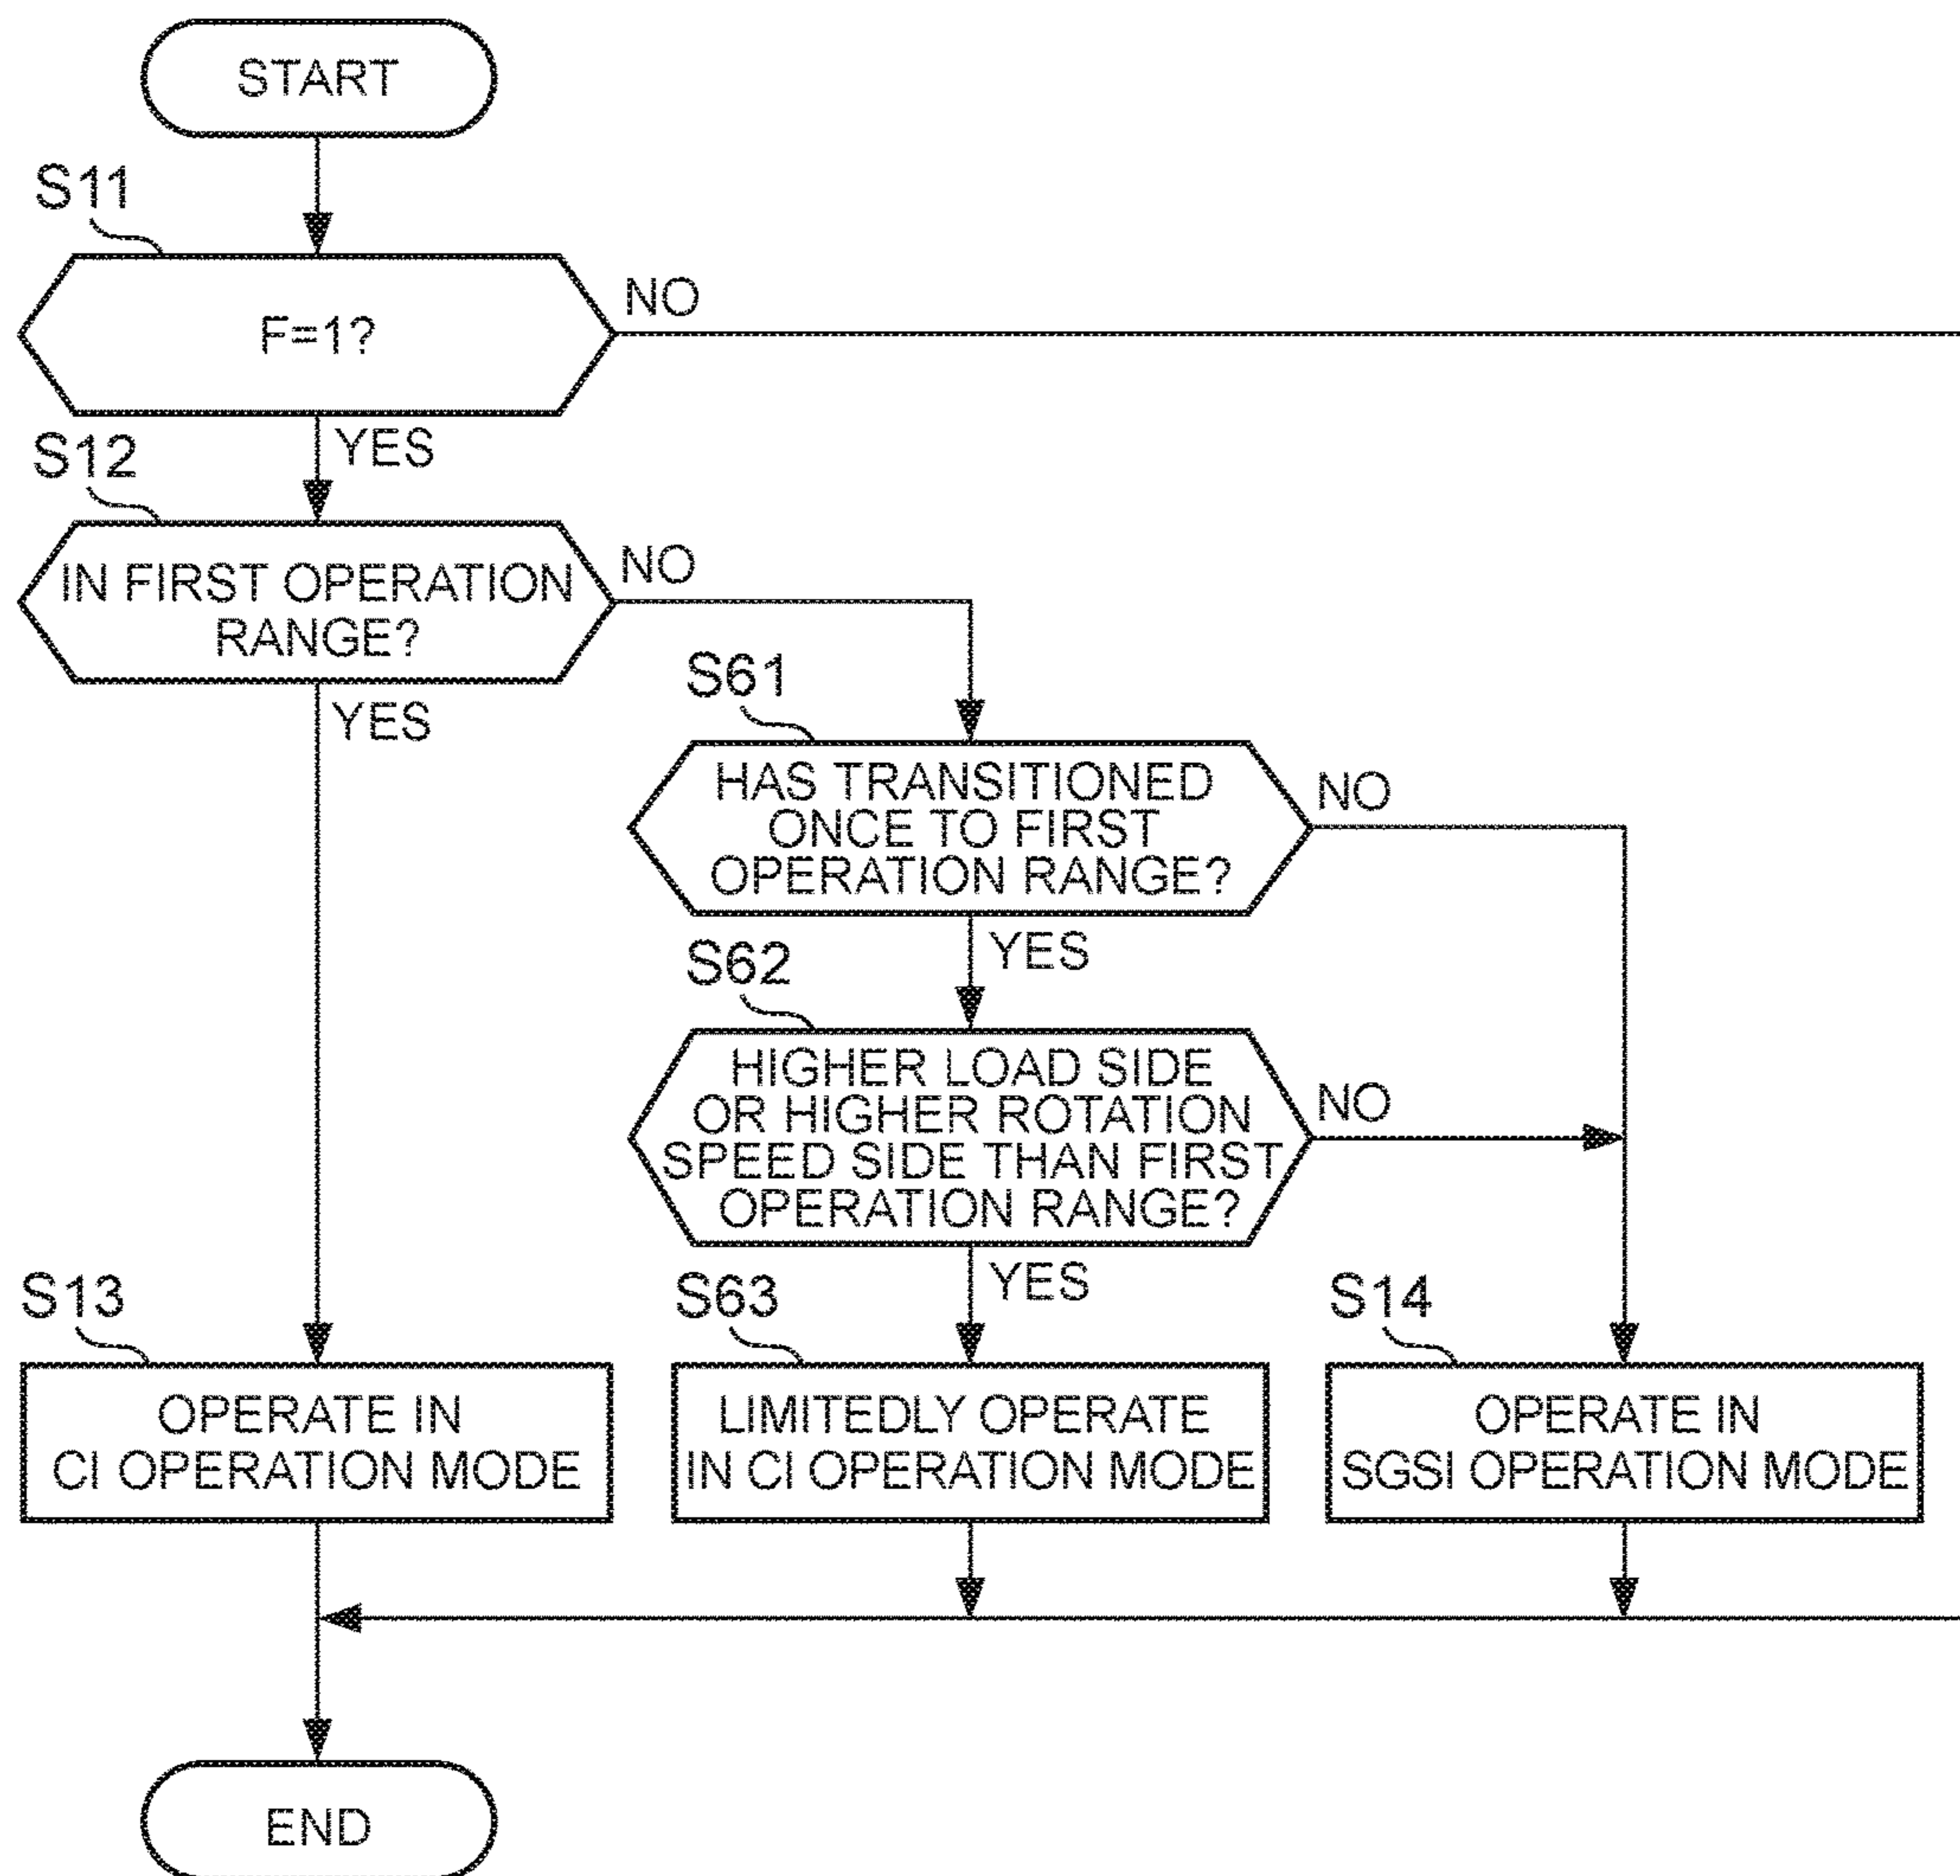 START
S11
F=1?
NO
YES
S12
IN FIRST OPERATION
RANGE?
NO
YES
S61
HAS TRANSITIONED
ONCE TO FIRST
OPERATION RANGE?
NO
YES
S62
HIGHER LOAD SIDE
OR HIGHER ROTATION
SPEED SIDE THAN FIRST
OPERATION RANGE?
NO
YES
S13
OPERATE IN
CI OPERATION MODE
S63
LIMITEDLY OPERATE
IN CI OPERATION MODE
S14
OPERATE IN
SGSI OPERATION MODE
END